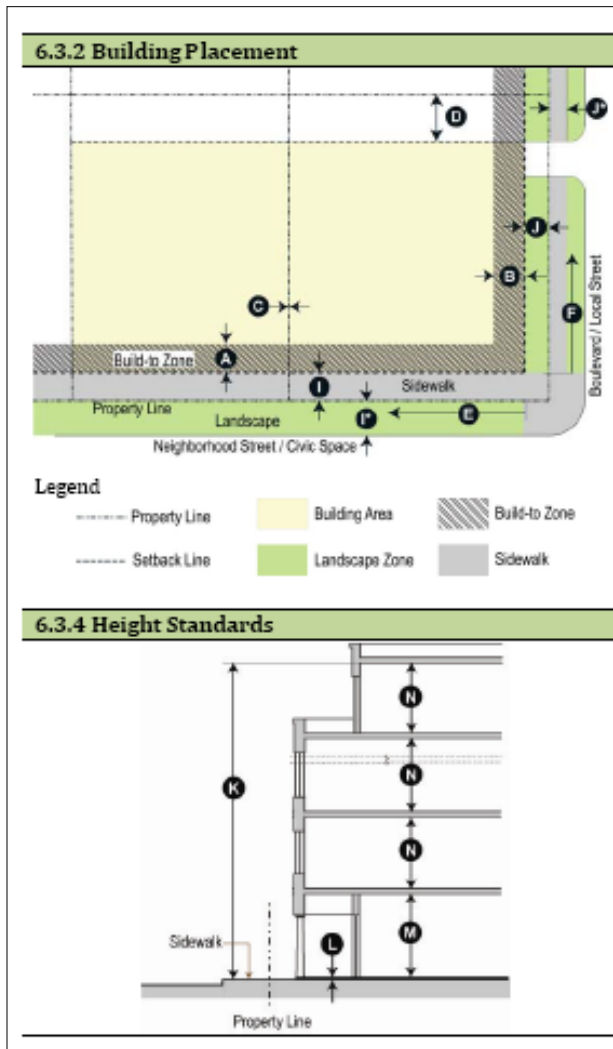 6.3.2 Building Placement
D
J*
J
B
F
Boulevard / Local Street
C
Build-to Zone
A
I
Sidewalk
Property Line
Landscape
I*
E
Neighborhood Street / Civic Space
Legend
Property Line
Building Area
Build-to Zone
Setback Line
Landscape Zone
Sidewalk
6.3.4 Height Standards
N
N
K
N
M
L
Sidewalk
Property Line